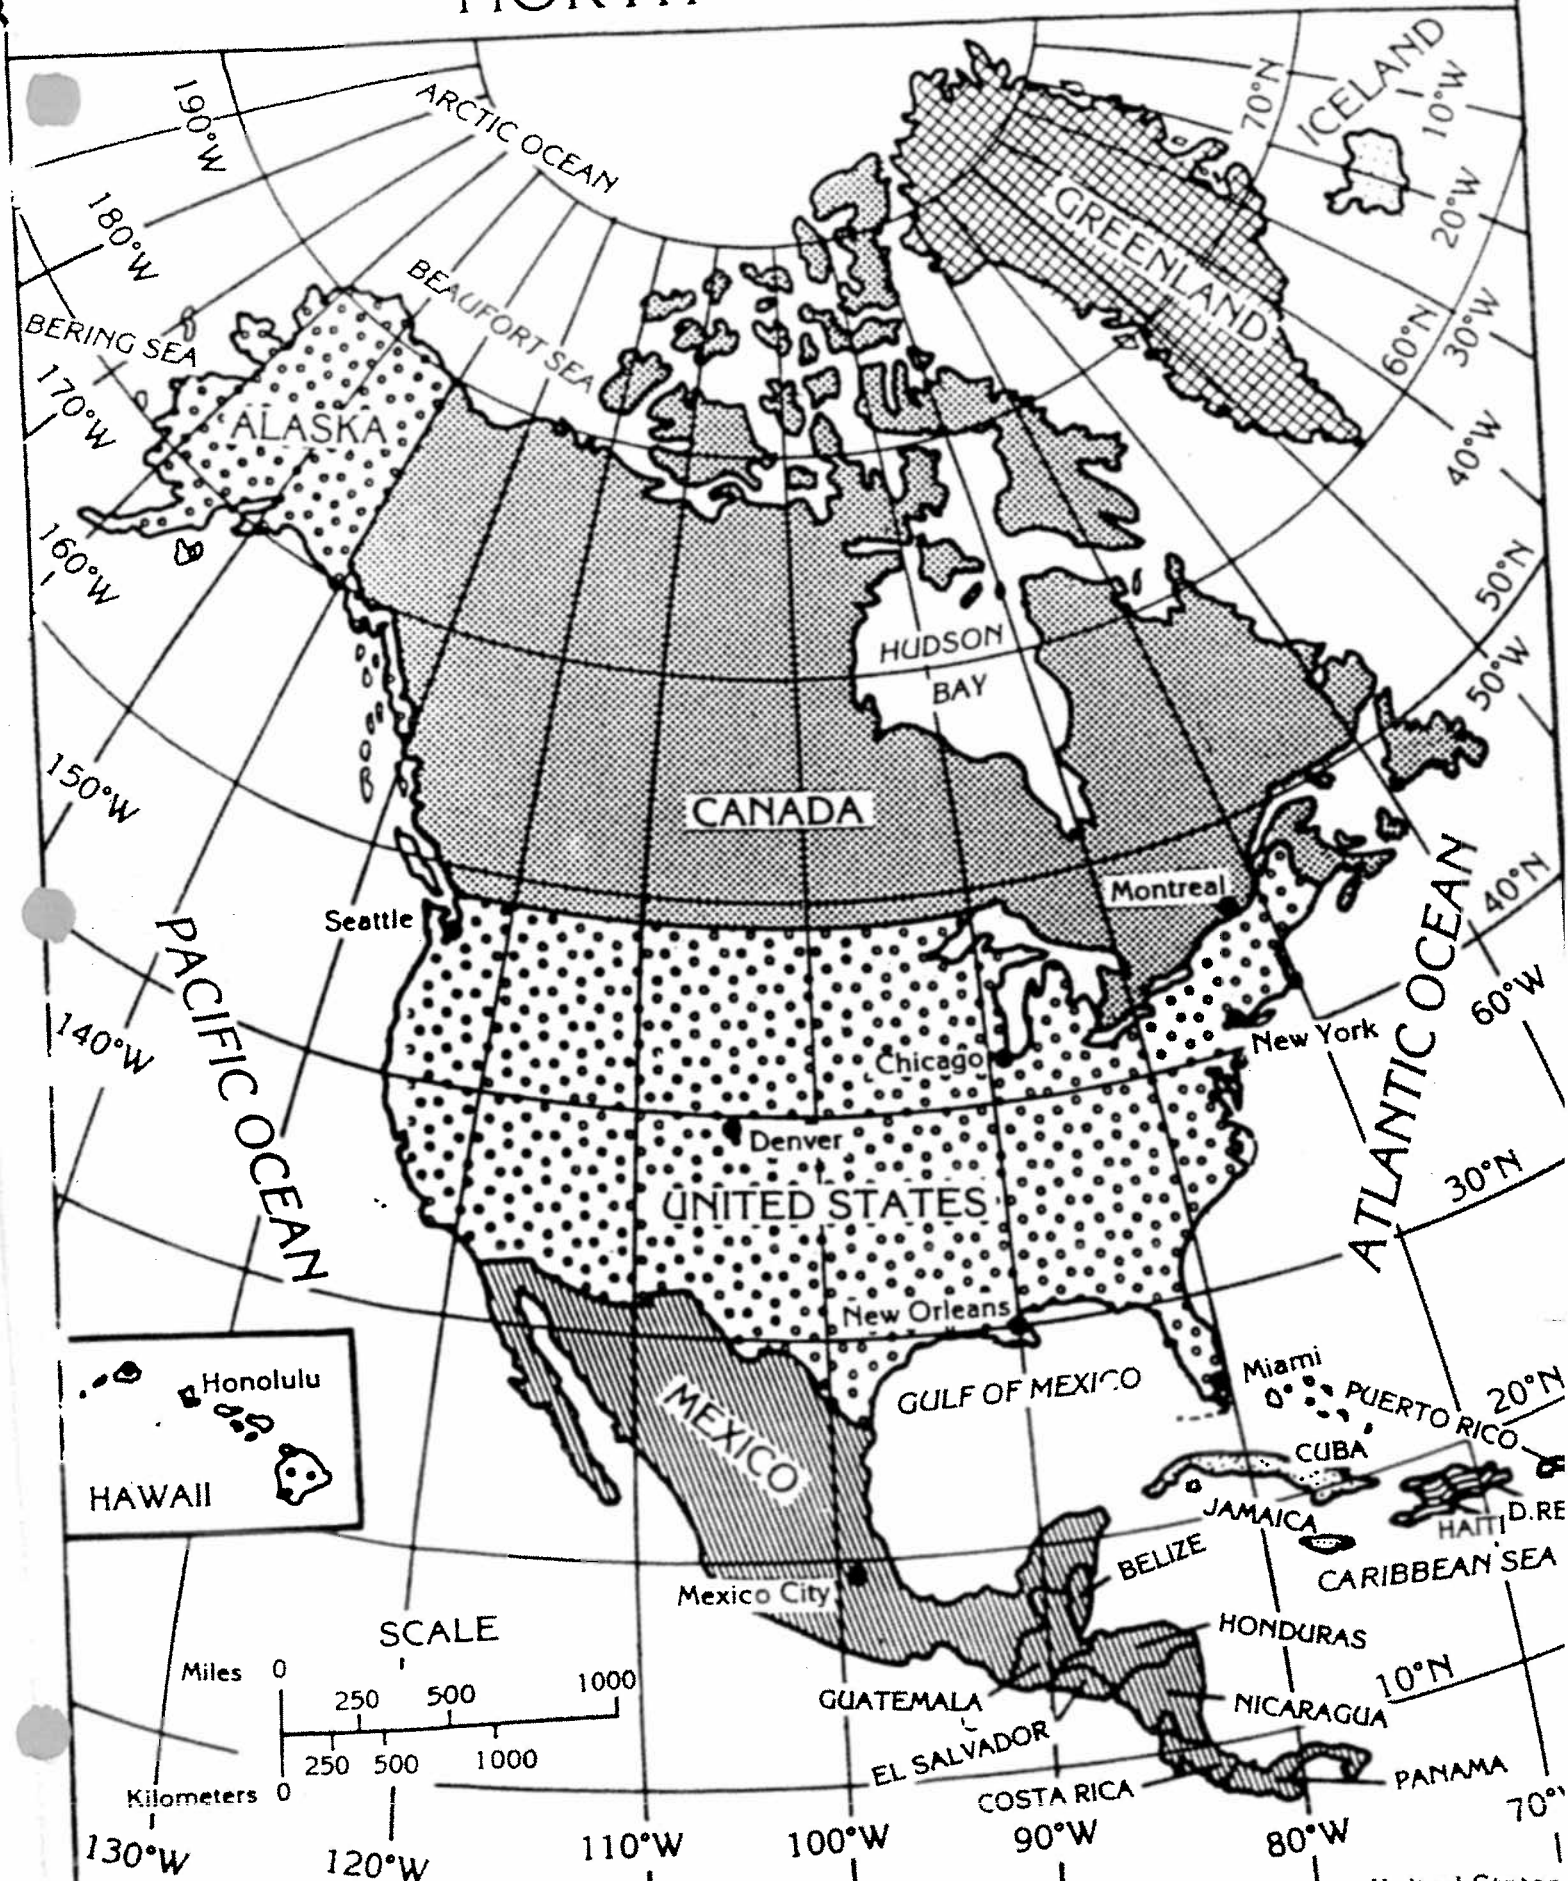 NORTH
ARCTIC OCEAN
ICELAND
70°N
10°W
190°W
20°W
180°W
GREENLAND
BEAUFORT SEA
60°N
30°W
BERING SEA
170°W
ALASKA
40°W
160°W
50°N
HUDSON
BAY
50°W
150°W
CANADA
Montreal
40°N
Seattle
PACIFIC OCEAN
ATLANTIC OCEAN
60°W
140°W
New York
Chicago
Denver
30°N
UNITED STATES
New Orleans
Miami
Honolulu
GULF OF MEXICO
20°N
PUERTO RICO
MEXICO
CUBA
HAWAII
JAMAICA
HAITI
D.RE
BELIZE
CARIBBEAN SEA
Mexico City
SCALE
HONDURAS
Miles 0 250 500 1000
10°N
GUATEMALA
NICARAGUA
EL SALVADOR
250 500 1000
Kilometers 0
COSTA RICA
PANAMA
130°W
120°W
110°W
100°W
90°W
80°W
70°